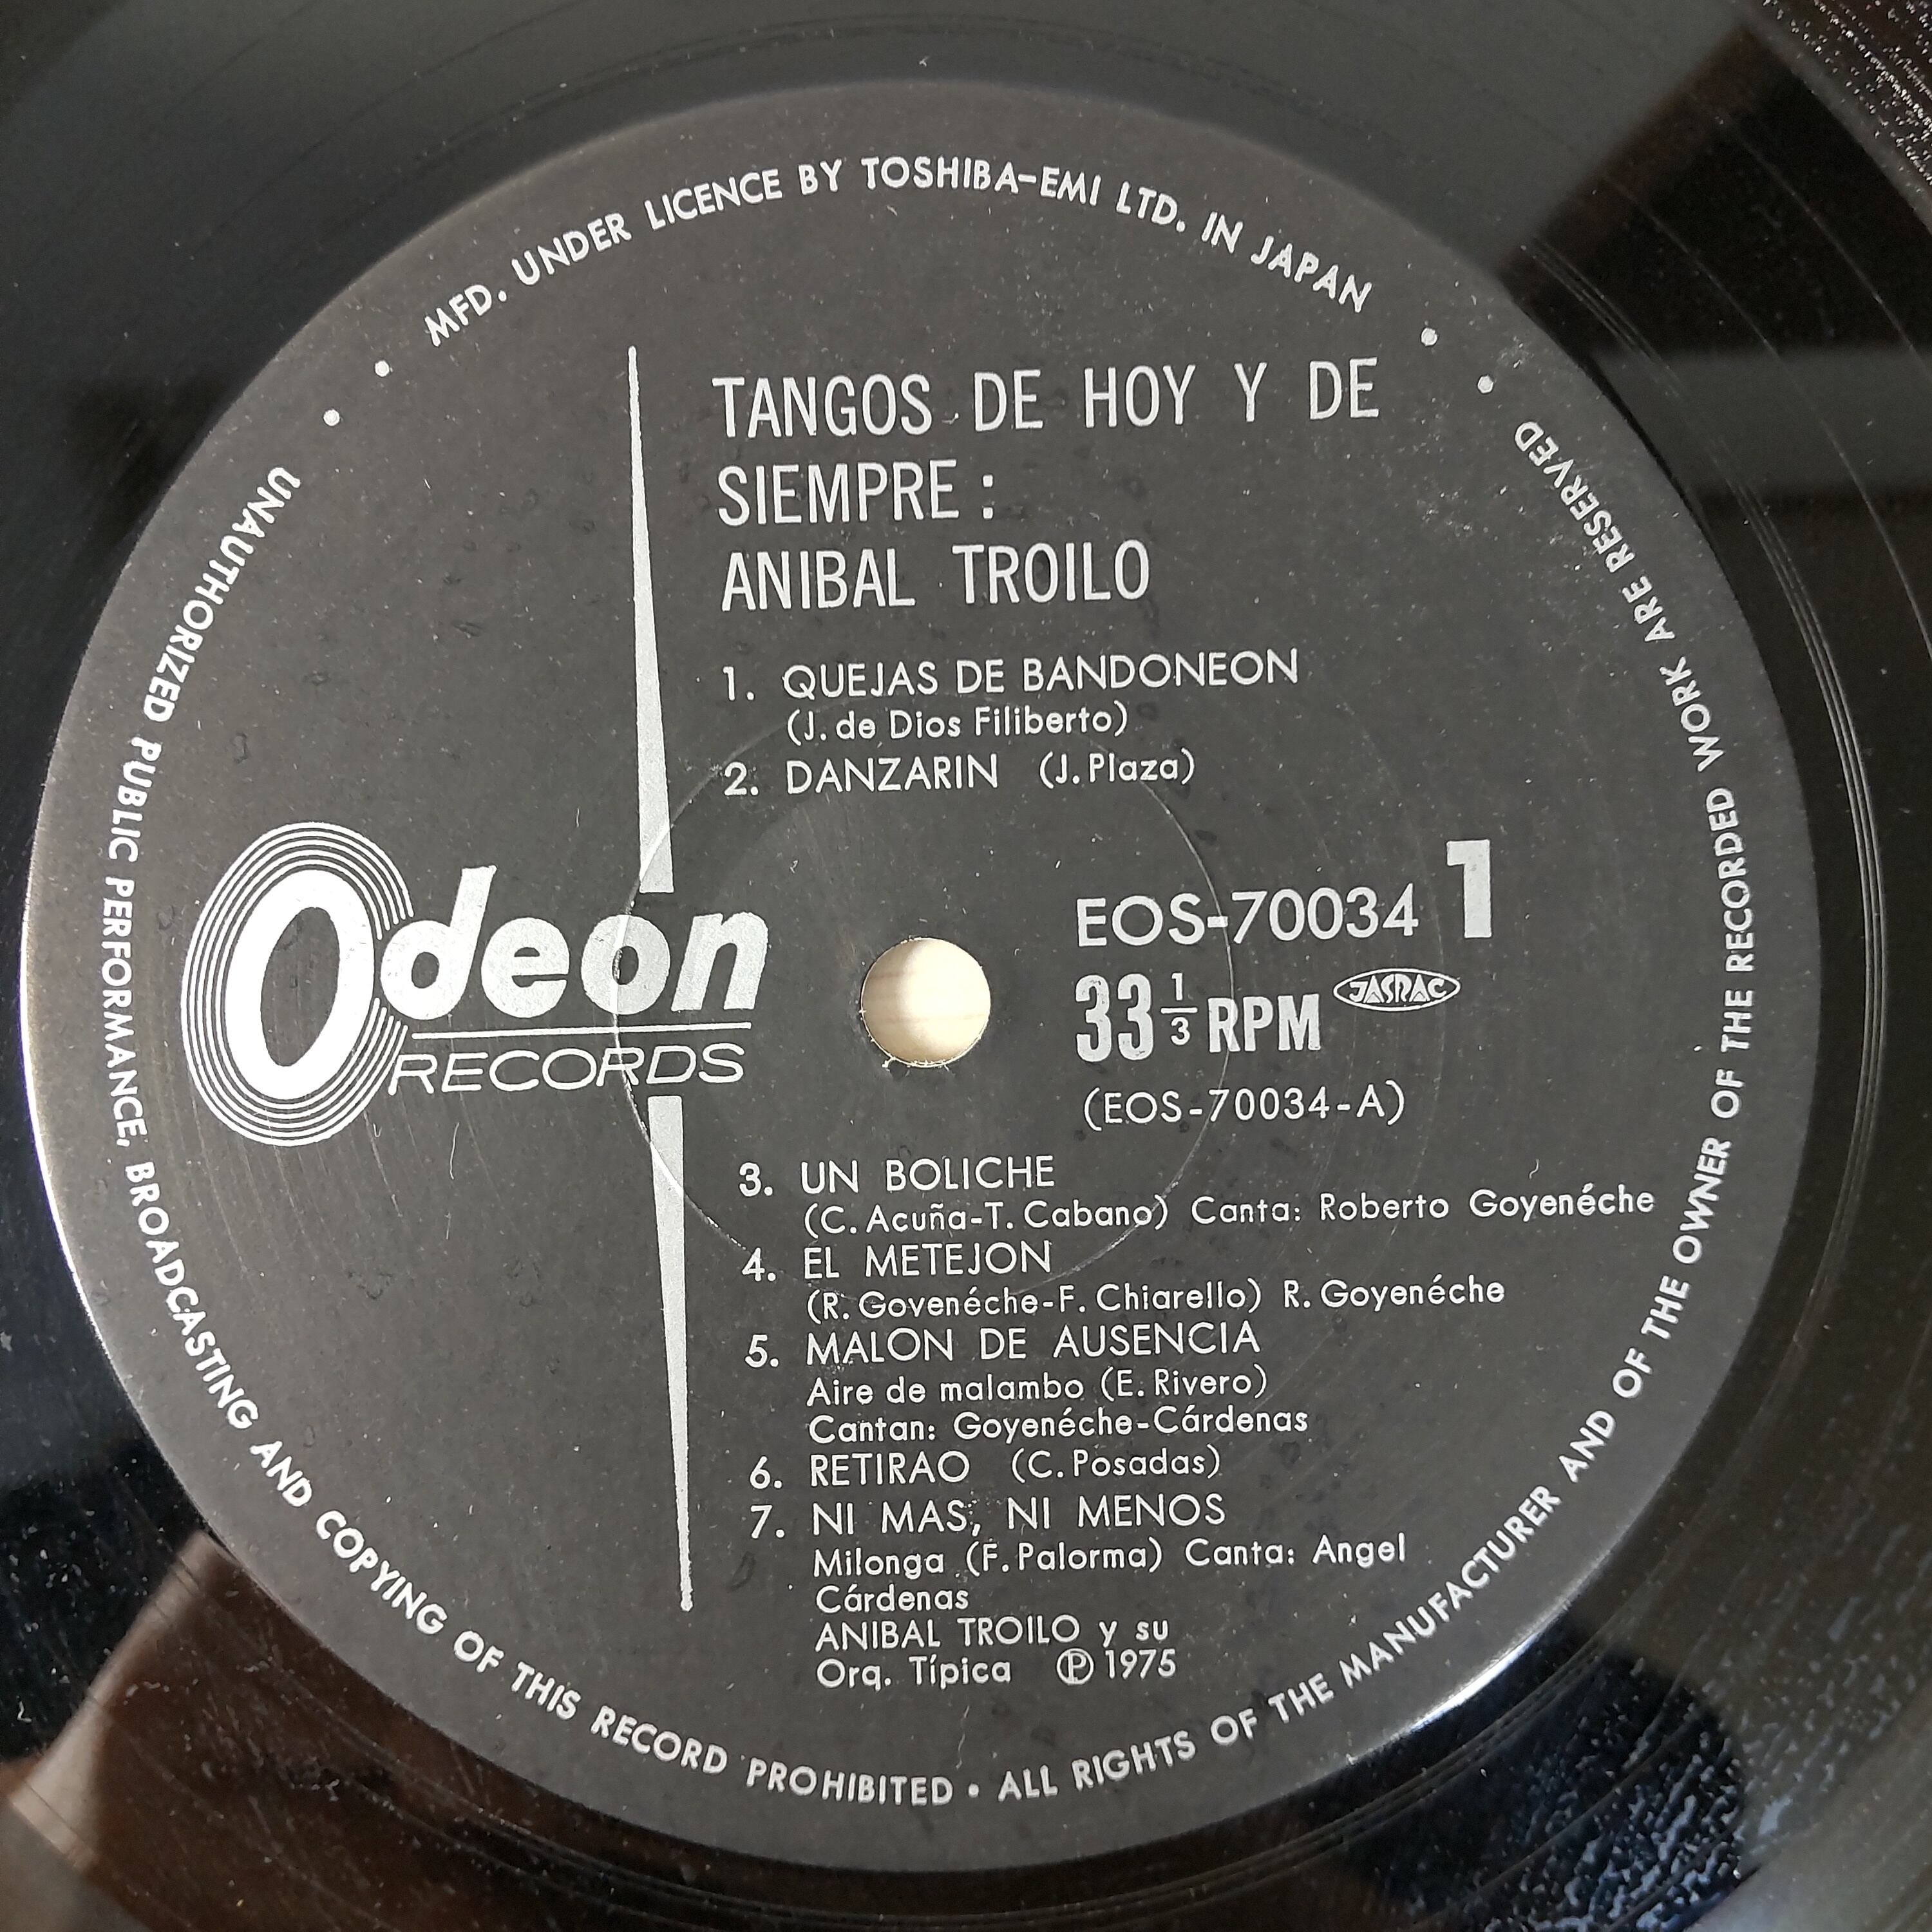 MFD. UNDER LICENCE BY TOSHIBA-EMI LTD. IN JAPAN
TANGOS DE HOY Y DE
SIEMPRE :
ANIBAL TROILO
1. QUEJAS DE BANDONEON
(J. de Dios Filiberto)
2. DANZARIN (J. Plaza)
Odeon
RECORDS
EOS-70034 1
33 1/3 RPM JASRAC
(EOS-70034-A)
3. UN BOLICHE
(C. Acuña-T. Cabano) Canta: Roberto Goyenéche
4. EL METEJON
(R. Govenéche-F. Chiarello) R. Goyenéche
5. MALON DE AUSENCIA
Aire de malambo (E. Rivero)
Cantan: Goyenéche-Cárdenas
6. RETIRAO (C. Posadas)
7. NI MAS, NI MENOS
Milonga (F. Palorma) Canta: Angel
Cárdenas
ANIBAL TROILO y su
Orq. Típica ℗ 1975
UNAUTHORIZED PUBLIC PERFORMANCE, BROADCASTING AND COPYING OF THIS RECORD PROHIBITED • ALL RIGHTS OF THE MANUFACTURER AND OF THE OWNER OF THE RECORDED WORK ARE RESERVED